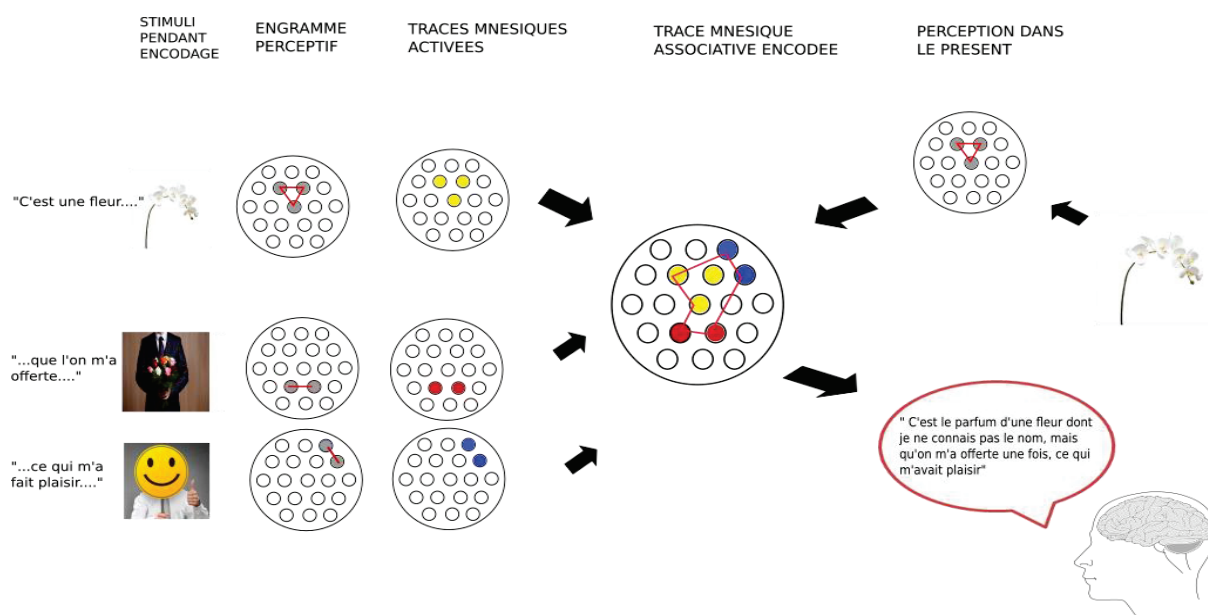 STIMULI
PENDANT
ENCODAGE
ENGRAMME
PERCEPTIF
TRACES MNESIQUES
ACTIVEES
TRACE MNESIQUE
ASSOCIATIVE ENCODEE
PERCEPTION DANS
LE PRESENT
"C'est une fleur...."
"...que l'on m'a
offerte...."
"...ce qui m'a
fait plaisir...."
" C'est le parfum d'une fleur dont
je ne connais pas le nom, mais
qu'on m'a offerte une fois, ce qui
m'avait plaisir"